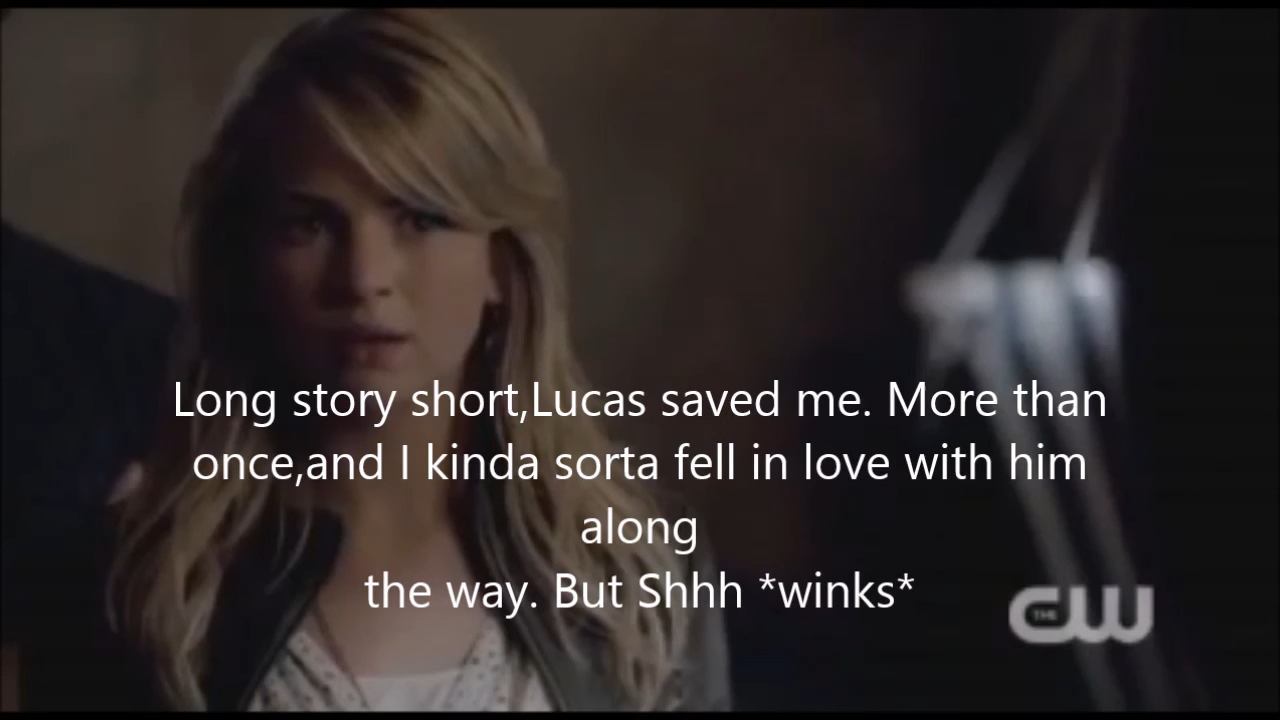 Long story short,Lucas saved me. More than
once,and I kinda sorta fell in love with him
along
the way. But Shhh *winks*
THE CW